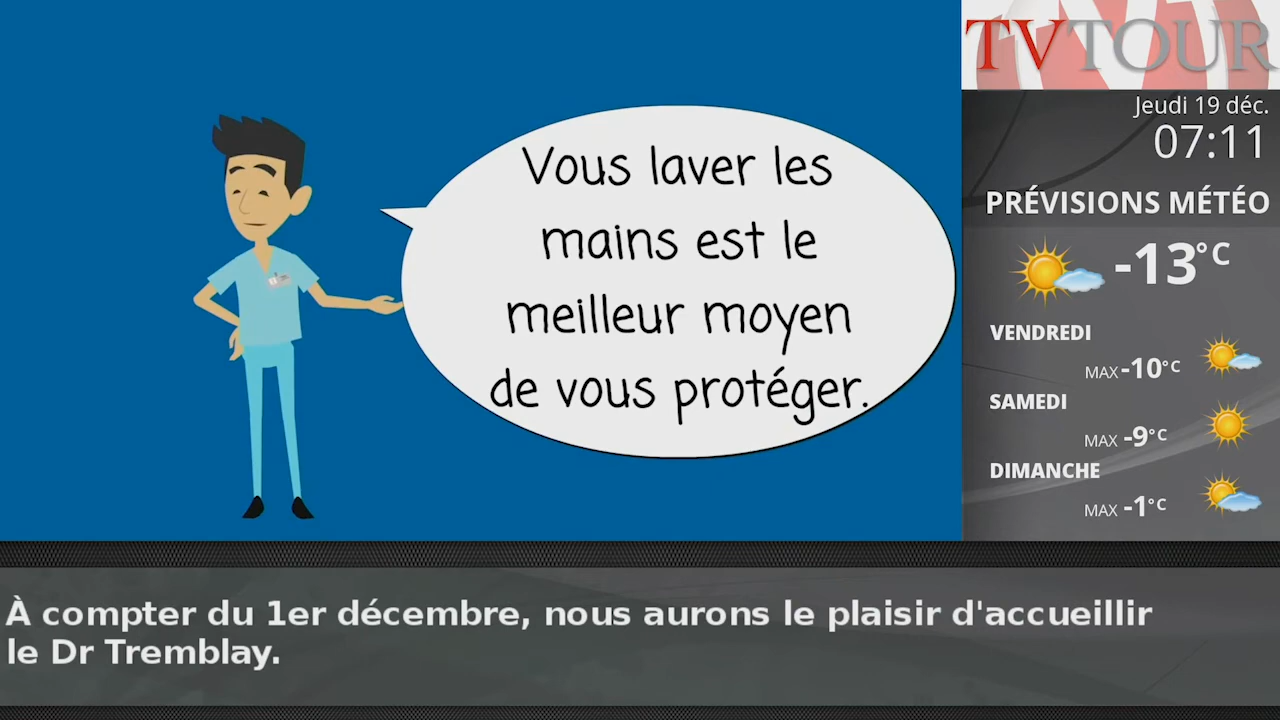 Vous laver les
mains est le
meilleur moyen
de vous protéger.
TVTOUR
Jeudi 19 déc.
07:11
PRÉVISIONS MÉTÉO
-13°C
VENDREDI
MAX -10°C
SAMEDI
MAX -9°C
DIMANCHE
MAX -1°C
À compter du 1er décembre, nous aurons le plaisir d'accueillir
le Dr Tremblay.